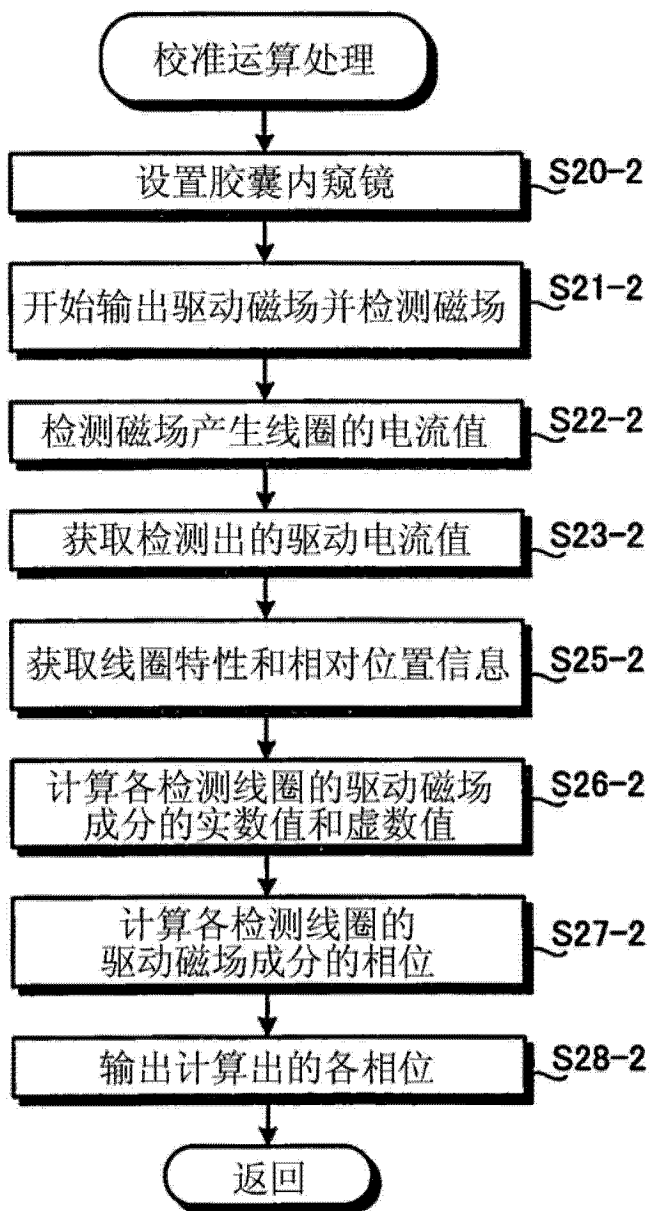 校准运算处理
设置胶囊内窥镜
S20-2
开始输出驱动磁场并检测磁场
S21-2
检测磁场产生线圈的电流值
S22-2
获取检测出的驱动电流值
S23-2
获取线圈特性和相对位置信息
S25-2
计算各检测线圈的驱动磁场
成分的实数值和虚数值
S26-2
计算各检测线圈的
驱动磁场成分的相位
S27-2
输出计算出的各相位
S28-2
返回